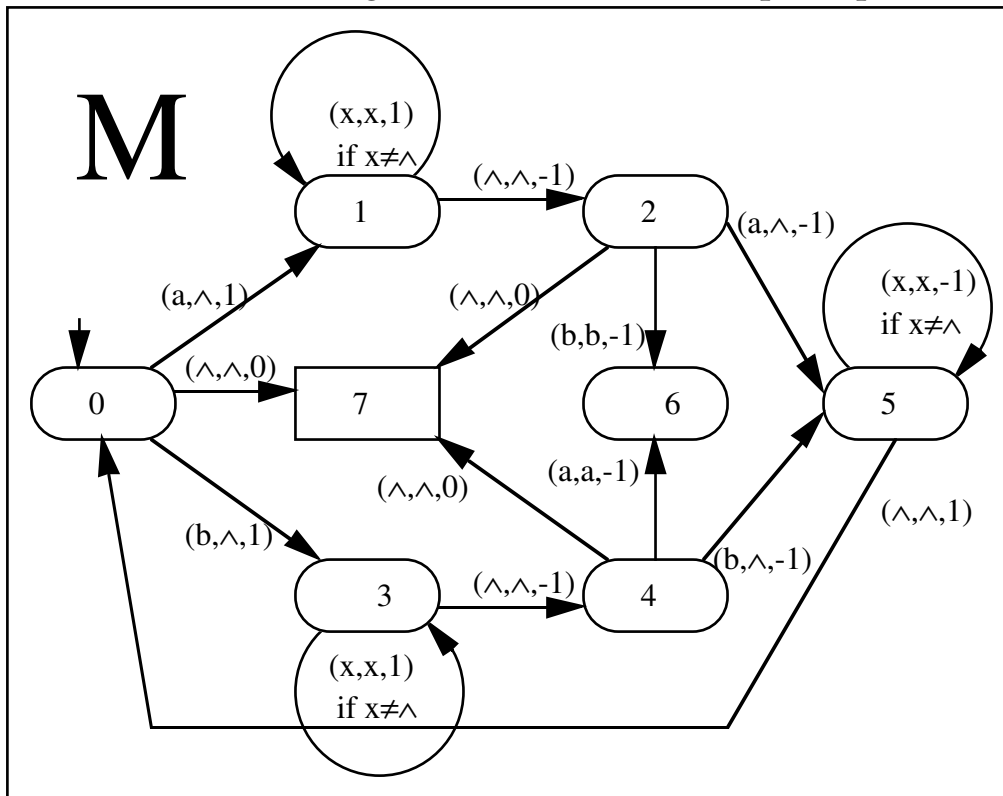 M
(x,x,1)
if x≠∧
(∧,∧,-1)
1
2
(a,∧,-1)
(a,∧,1)
(∧,∧,0)
(x,x,-1)
if x≠∧
(b,b,-1)
(∧,∧,0)
0
7
6
5
(∧,∧,0)
(a,a,-1)
(∧,∧,1)
(b,∧,1)
(b,∧,-1)
(∧,∧,-1)
3
4
(x,x,1)
if x≠∧